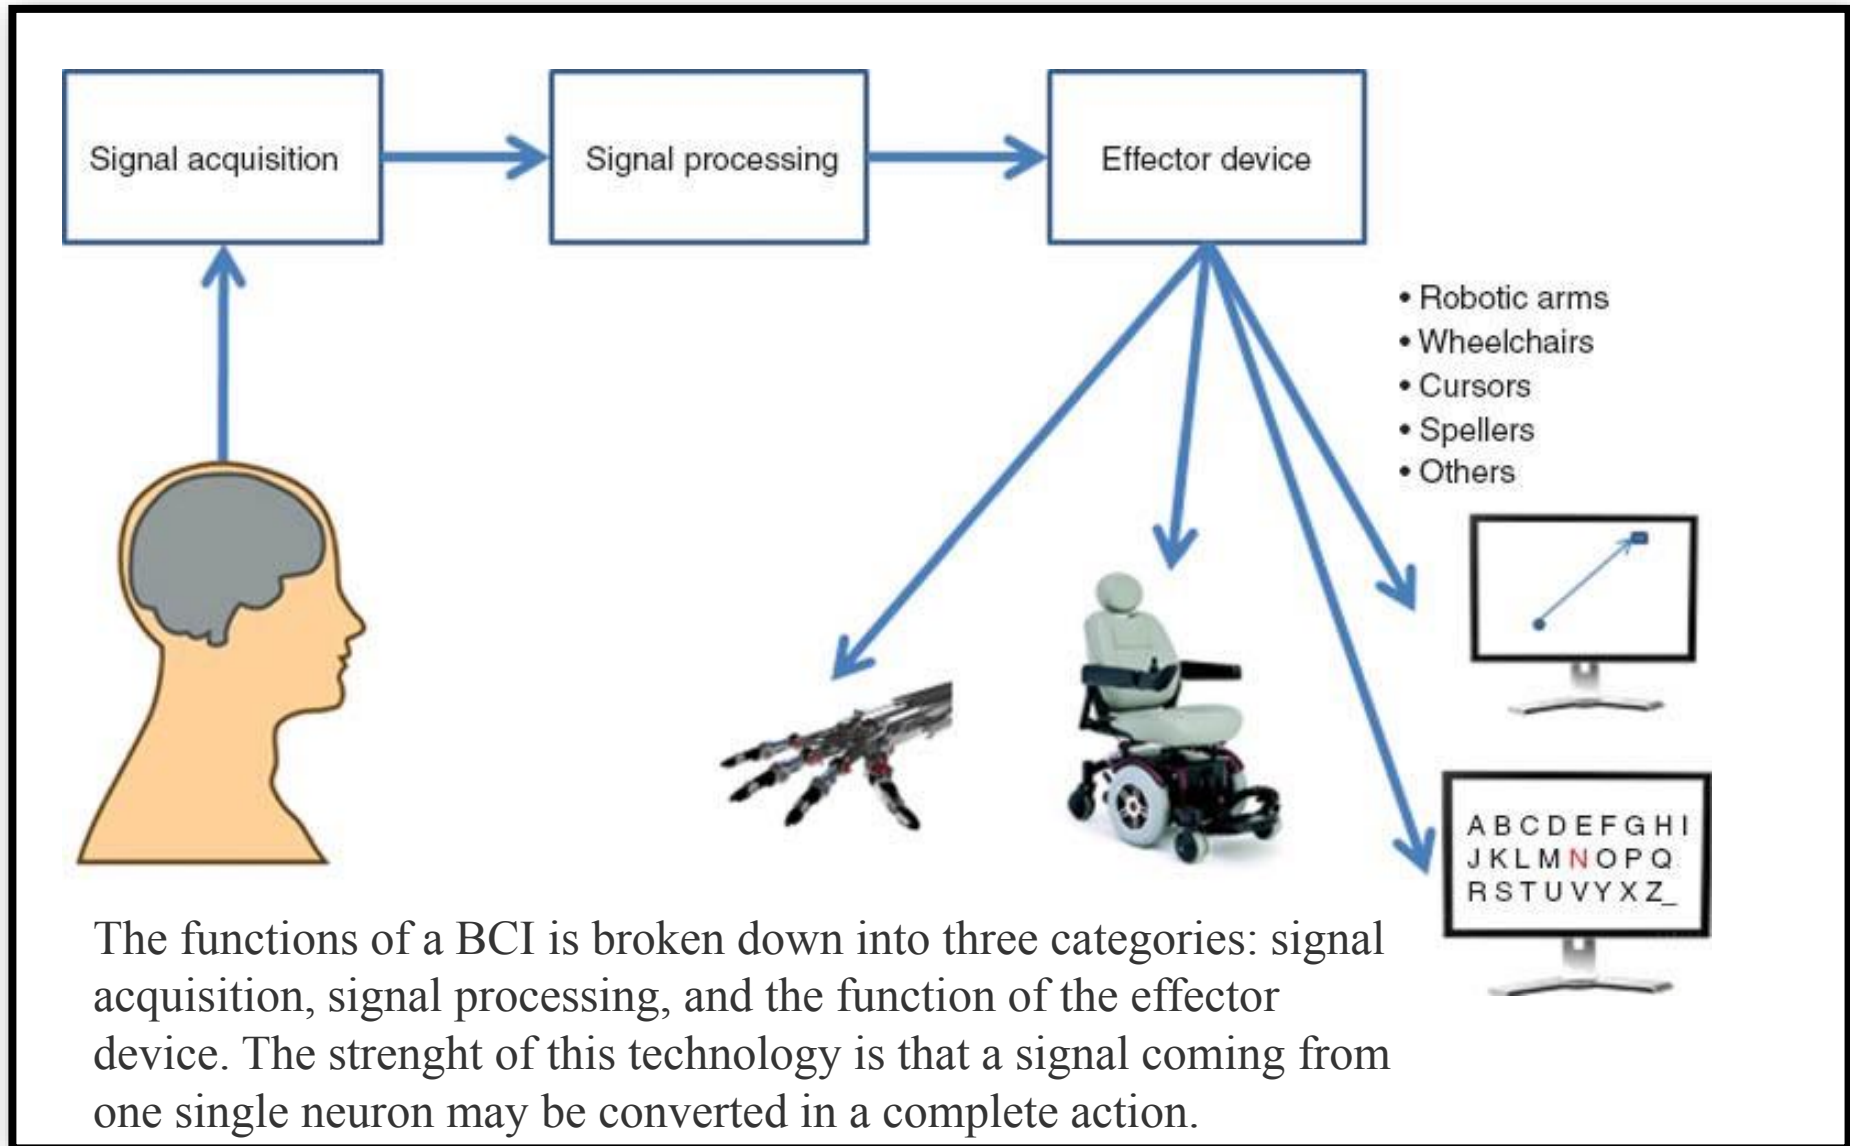 Signal acquisition
Signal processing
Effector device
• Robotic arms
• Wheelchairs
• Cursors
• Spellers
• Others
A B C D E F G H I
J K L M N O P Q
R S T U V Y X Z _
The functions of a BCI is broken down into three categories: signal
acquisition, signal processing, and the function of the effector
device. The strenght of this technology is that a signal coming from
one single neuron may be converted in a complete action.